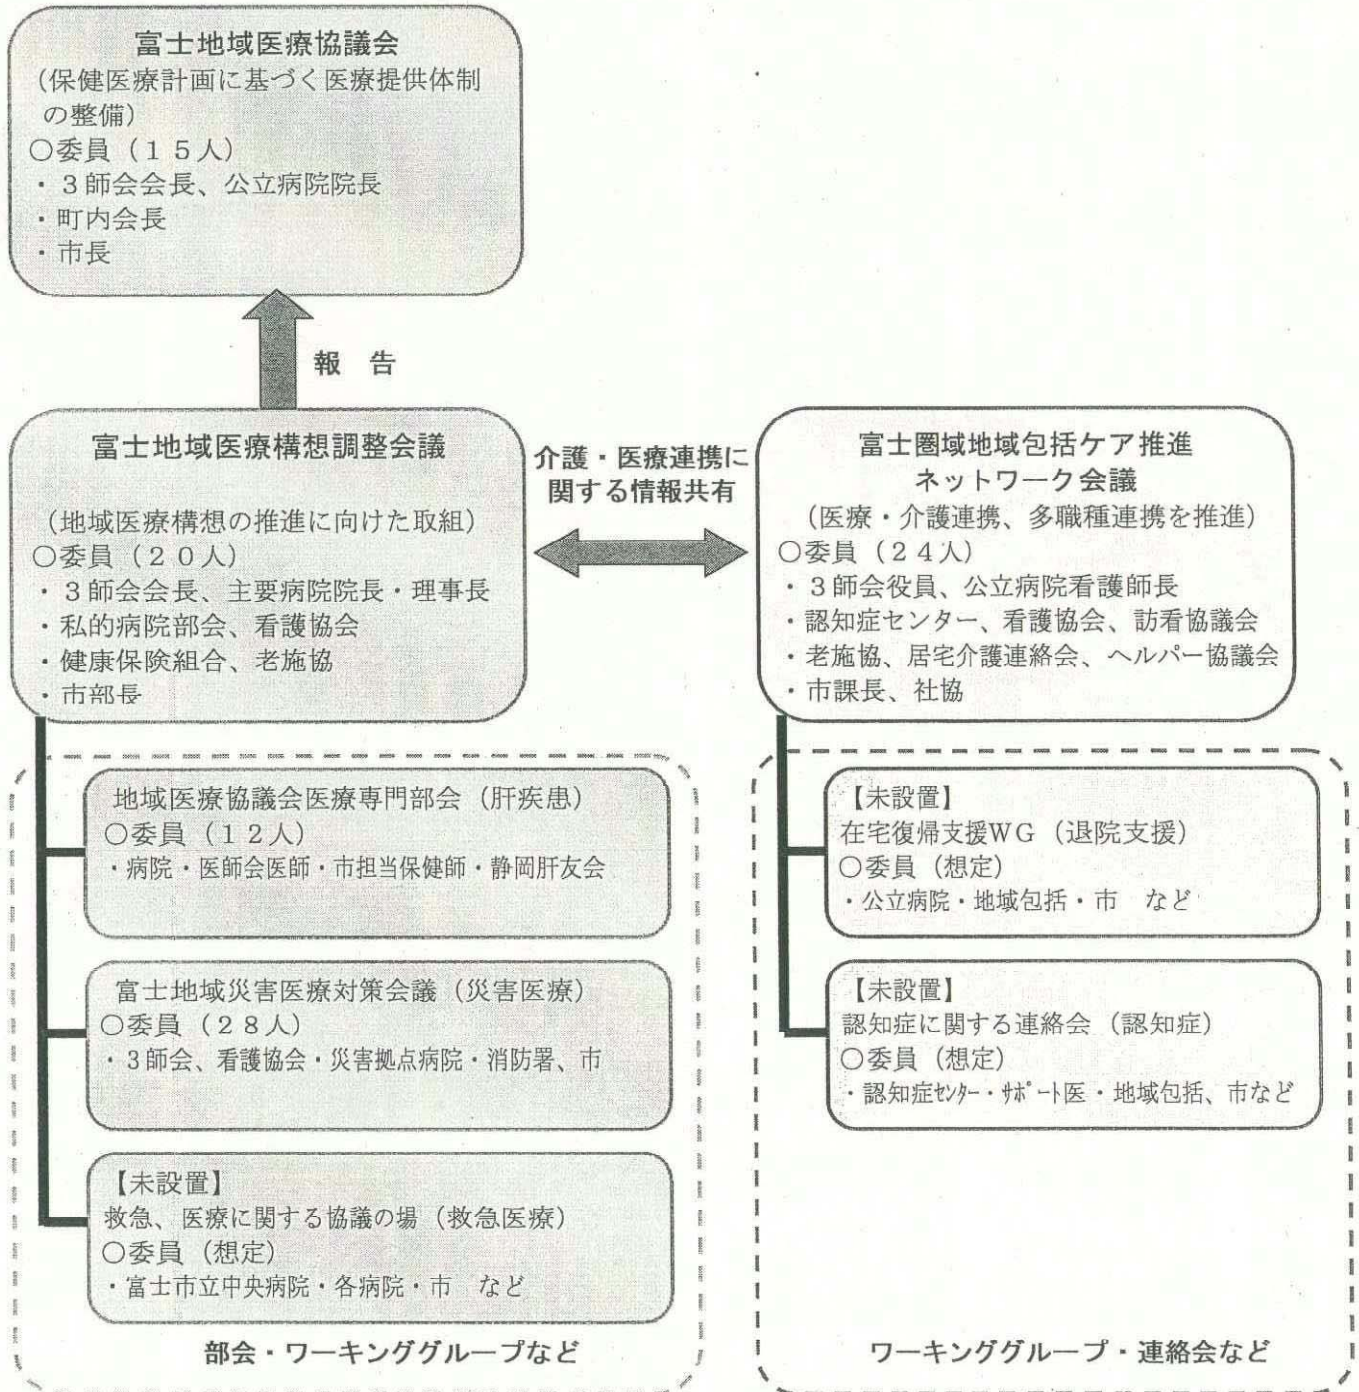 富士地域医療協議会
(保健医療計画に基づく医療提供体制
の整備)
○委員（１５人）
・３師会会長、公立病院院長
・町内会長
・市長
報　告
富士地域医療構想調整会議
(地域医療構想の推進に向けた取組)
○委員（２０人）
・３師会会長、主要病院院長・理事長
・私的病院部会、看護協会
・健康保険組合、老施協
・市部長
介護・医療連携に
関する情報共有
富士圏域地域包括ケア推進
ネットワーク会議
(医療・介護連携、多職種連携を推進)
○委員（２４人）
・３師会役員、公立病院看護師長
・認知症センター、看護協会、訪看協議会
・老施協、居宅介護連絡会、ヘルパー協議会
・市課長、社協
地域医療協議会医療専門部会（肝疾患）
○委員（１２人）
・病院・医師会医師・市担当保健師・静岡肝友会
富士地域災害医療対策会議（災害医療）
○委員（２８人）
・３師会、看護協会・災害拠点病院・消防署、市
【未設置】
救急、医療に関する協議の場（救急医療）
○委員（想定）
・富士市立中央病院・各病院・市　など
部会・ワーキンググループなど
【未設置】
在宅復帰支援ＷＧ（退院支援）
○委員（想定）
・公立病院・地域包括・市　など
【未設置】
認知症に関する連絡会（認知症）
○委員（想定）
・認知症ｾﾝﾀｰ・ｻﾎﾟｰﾄ医・地域包括、市など
ワーキンググループ・連絡会など